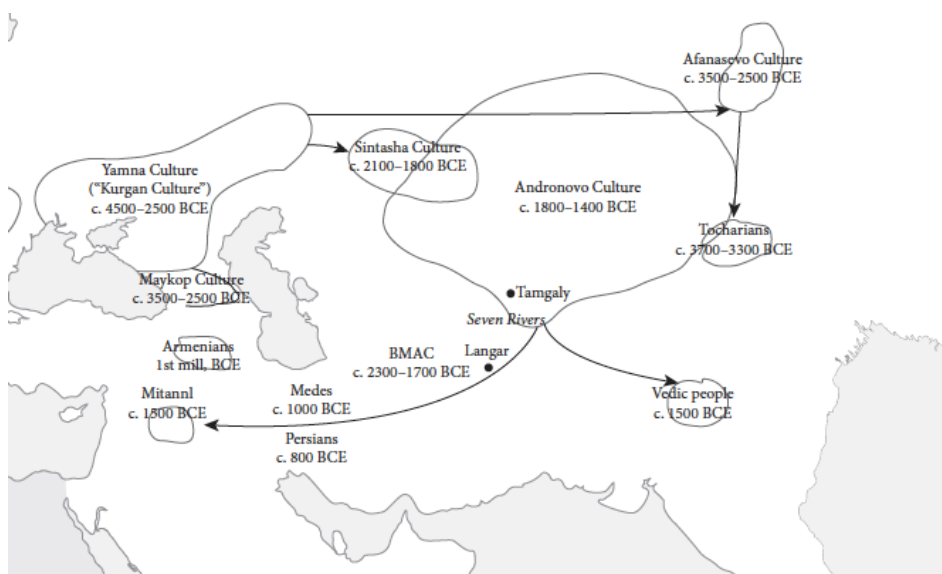 Afanasevo Culture
c. 3500–2500 BCE
Sintasha Culture
c. 2100–1800 BCE
Yamna Culture
("Kurgan Culture")
c. 4500–2500 BCE
Andronovo Culture
c. 1800–1400 BCE
Tocharians
c. 3700–3300 BCE
Maykop Culture
c. 3500–2500 BCE
Tamgaly
Seven Rivers
Armenians
1st mill, BCE
BMAC
c. 2300–1700 BCE
Langar
Mitannl
c. 1500 BCE
Medes
c. 1000 BCE
Vedic people
c. 1500 BCE
Persians
c. 800 BCE